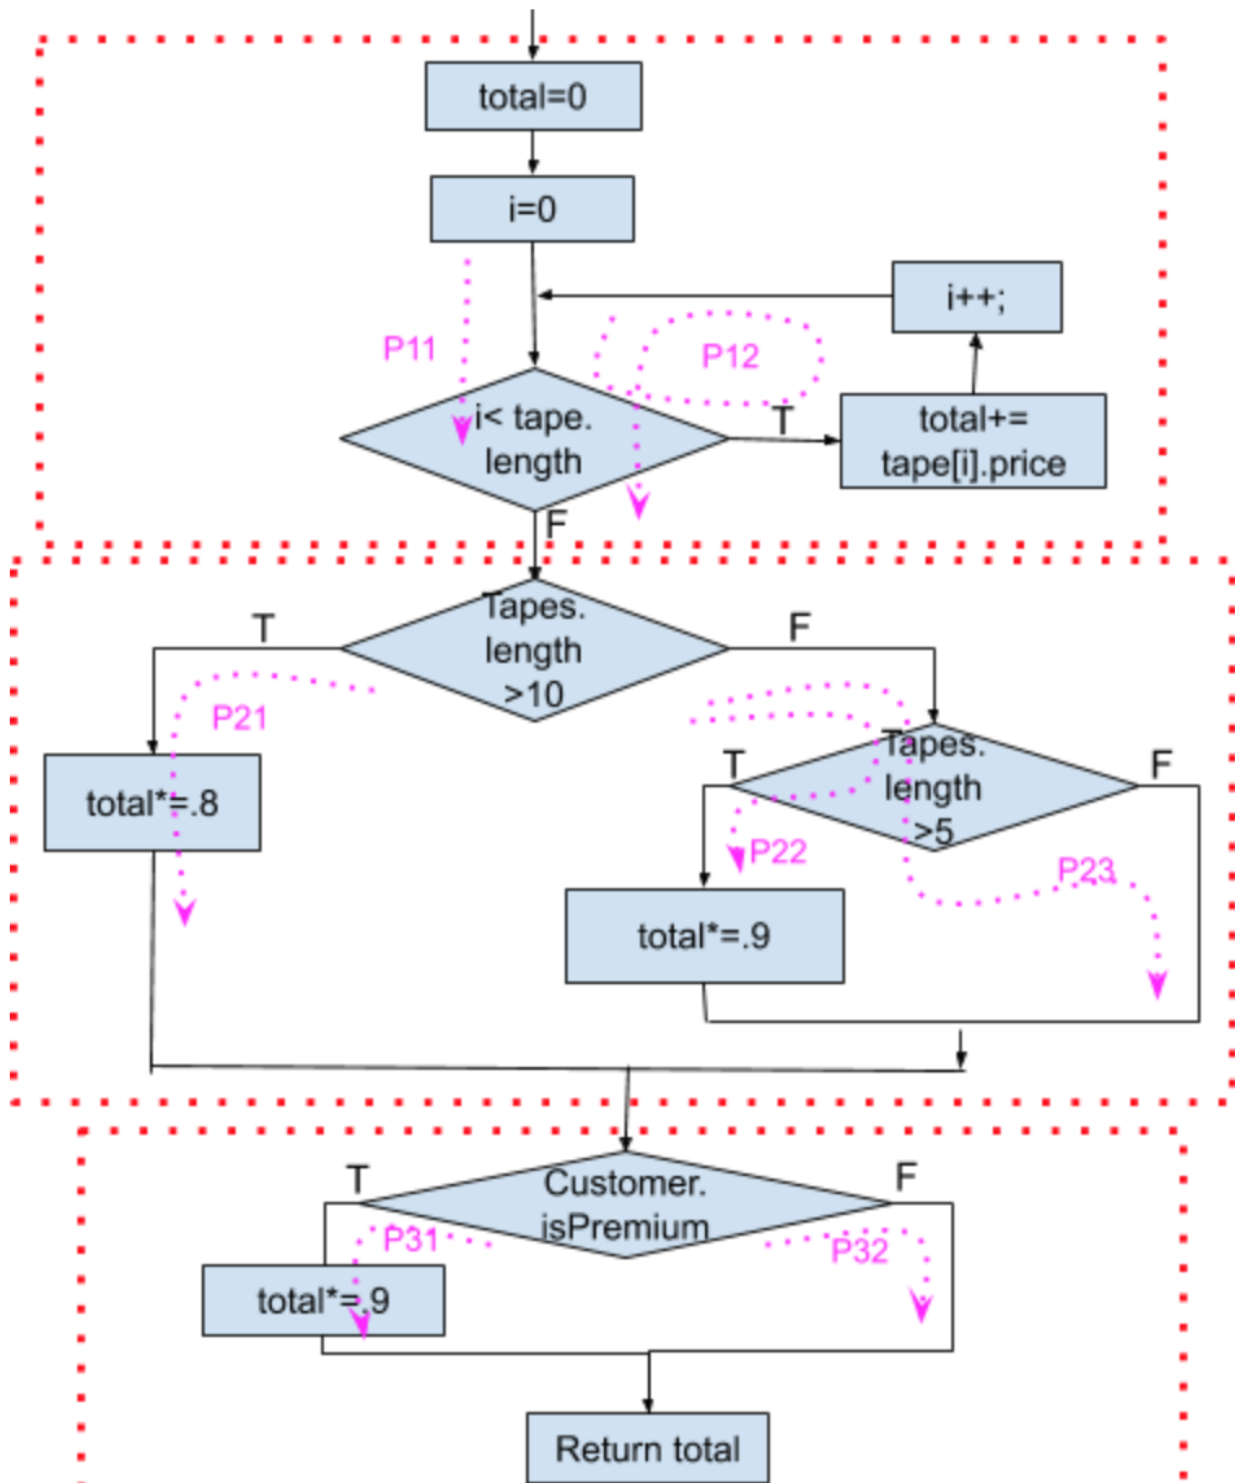 total=0
i=0
i++;
P11
P12
i< tape.
length
T
total+=
tape[i].price
F
Tapes.
length
>10
T
F
P21
Tapes.
length
>5
T
F
total*=.8
P22
P23
total*=.9
Customer.
isPremium
T
F
P31
P32
total*=.9
Return total